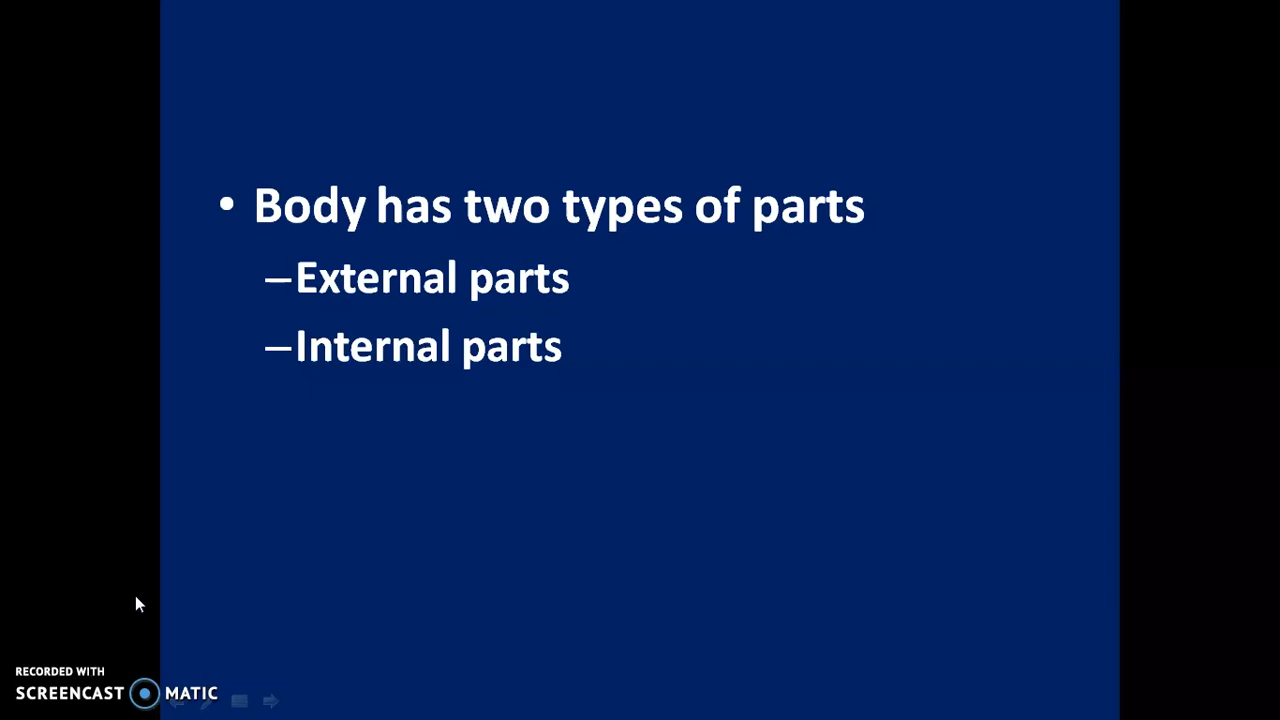 • Body has two types of parts
–External parts
–Internal parts
RECORDED WITH
SCREENCAST MATIC